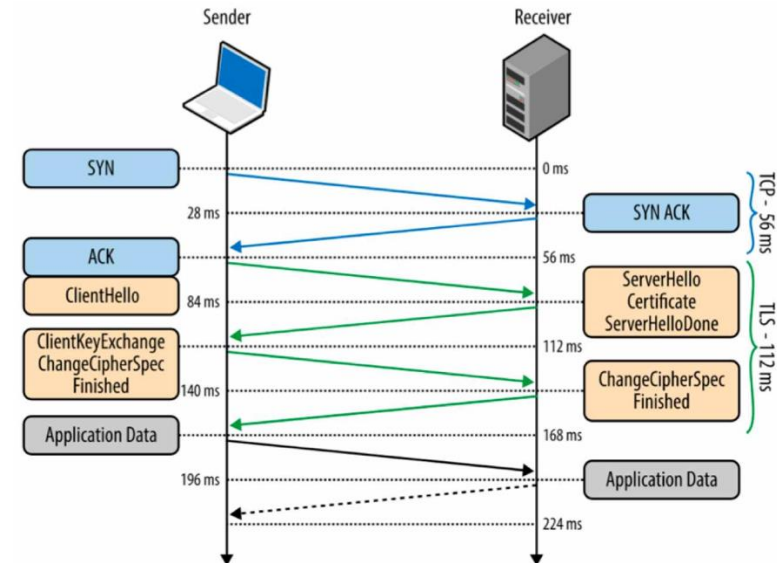 Sender
Receiver
SYN
0 ms
28 ms
SYN ACK
TCP - 56 ms
ACK
56 ms
ClientHello
84 ms
ServerHello
Certificate
ServerHelloDone
ClientKeyExchange
ChangeCipherSpec
Finished
112 ms
TLS - 112 ms
140 ms
ChangeCipherSpec
Finished
Application Data
168 ms
196 ms
Application Data
224 ms